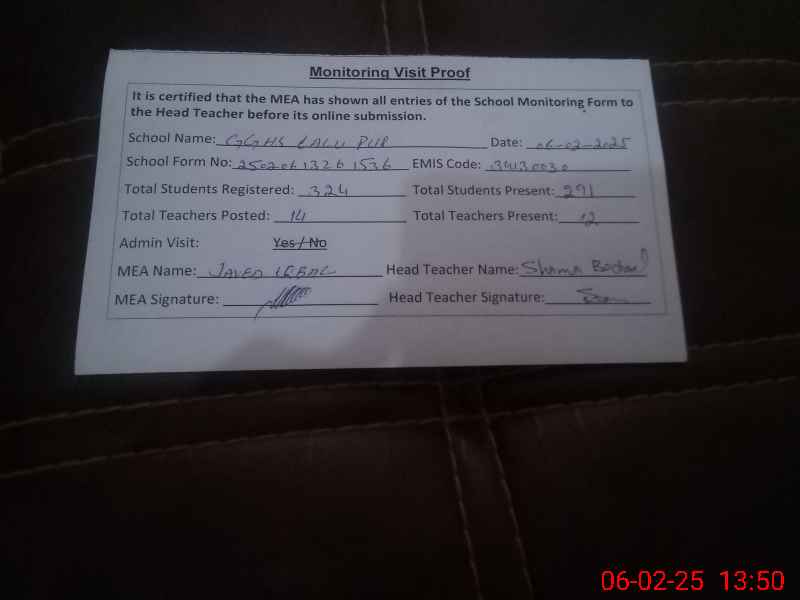 Monitoring Visit Proof
It is certified that the MEA has shown all entries of the School Monitoring Form to
the Head Teacher before its online submission.
School Name: GGHS LALU PUR Date: 06-02-2025
School Form No: 2502061326 1536 EMIS Code: 34130030
Total Students Registered: 324 Total Students Present: 291
Total Teachers Posted: 14 Total Teachers Present: 12
Admin Visit: Yes / No
MEA Name: JAVED IQBAL Head Teacher Name: Shama
MEA Signature: Head Teacher Signature:
06-02-25 13:50